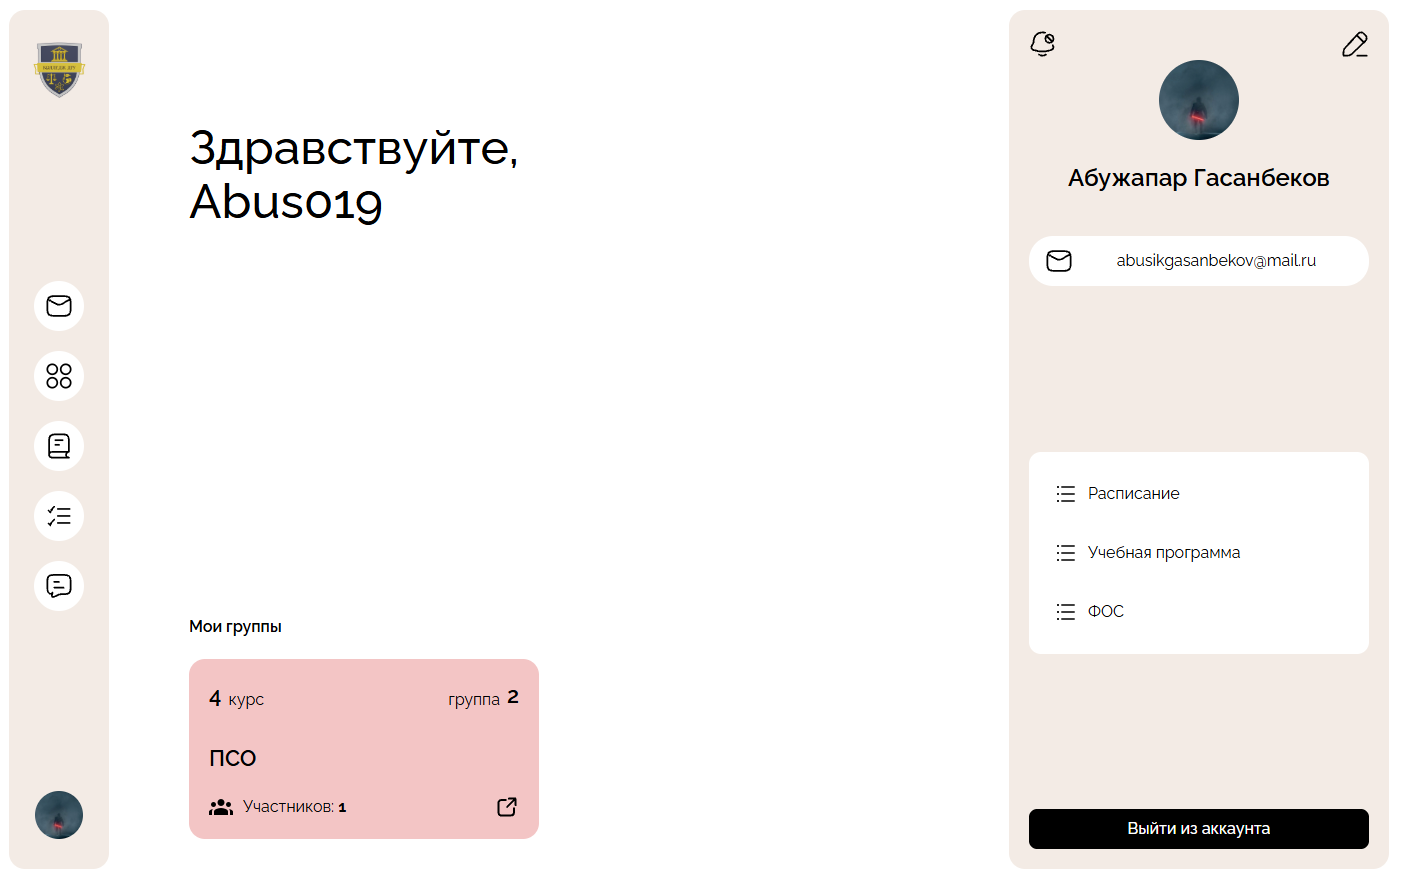 Здравствуйте,
Abus019
Мои группы
4 курс
группа 2
ПСО
Участников: 1
Абужапар Гасанбеков
abusikgasanbekov@mail.ru
Расписание
Учебная программа
ФОС
Выйти из аккаунта